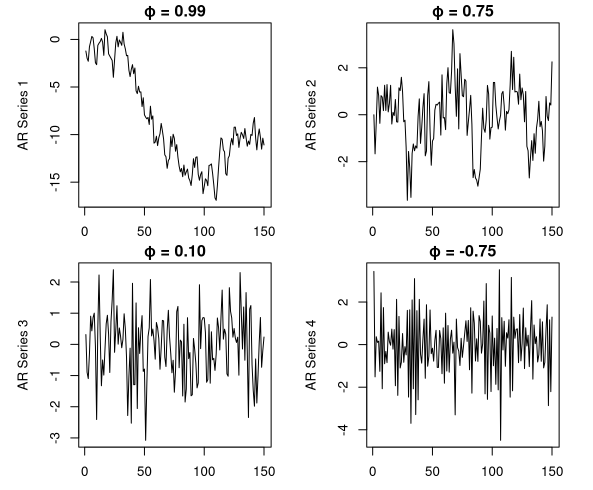 ϕ = 0.99
AR Series 1
0
-5
-10
-15
0 50 100 150
ϕ = 0.75
AR Series 2
2
0
-2
0 50 100 150
ϕ = 0.10
AR Series 3
2
1
0
-1
-2
-3
0 50 100 150
ϕ = -0.75
AR Series 4
2
0
-2
-4
0 50 100 150